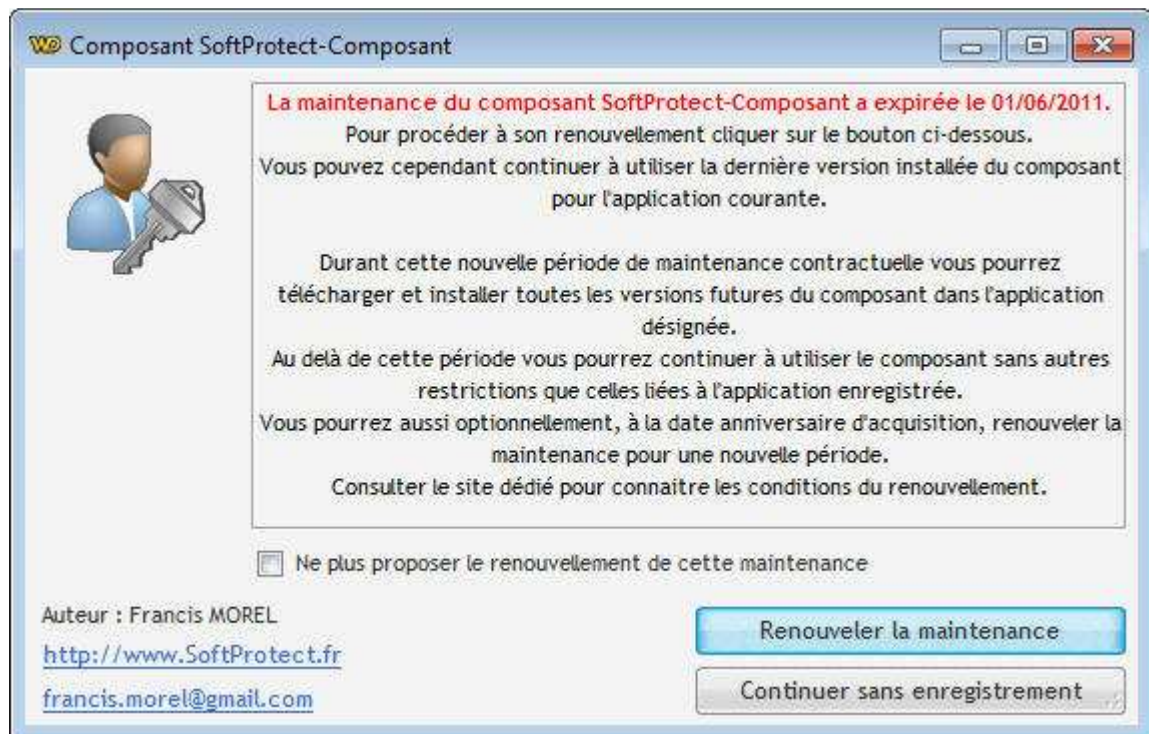 Composant SoftProtect-Composant
La maintenance du composant SoftProtect-Composant a expirée le 01/06/2011.
Pour procéder à son renouvellement cliquer sur le bouton ci-dessous.
Vous pouvez cependant continuer à utiliser la dernière version installée du composant
pour l'application courante.
Durant cette nouvelle période de maintenance contractuelle vous pourrez
télécharger et installer toutes les versions futures du composant dans l'application
désignée.
Au delà de cette période vous pourrez continuer à utiliser le composant sans autres
restrictions que celles liées à l'application enregistrée.
Vous pourrez aussi optionnellement, à la date anniversaire d'acquisition, renouveler la
maintenance pour une nouvelle période.
Consulter le site dédié pour connaitre les conditions du renouvellement.
Ne plus proposer le renouvellement de cette maintenance
Auteur : Francis MOREL
http://www.SoftProtect.fr
francis.morel@gmail.com
Renouveler la maintenance
Continuer sans enregistrement